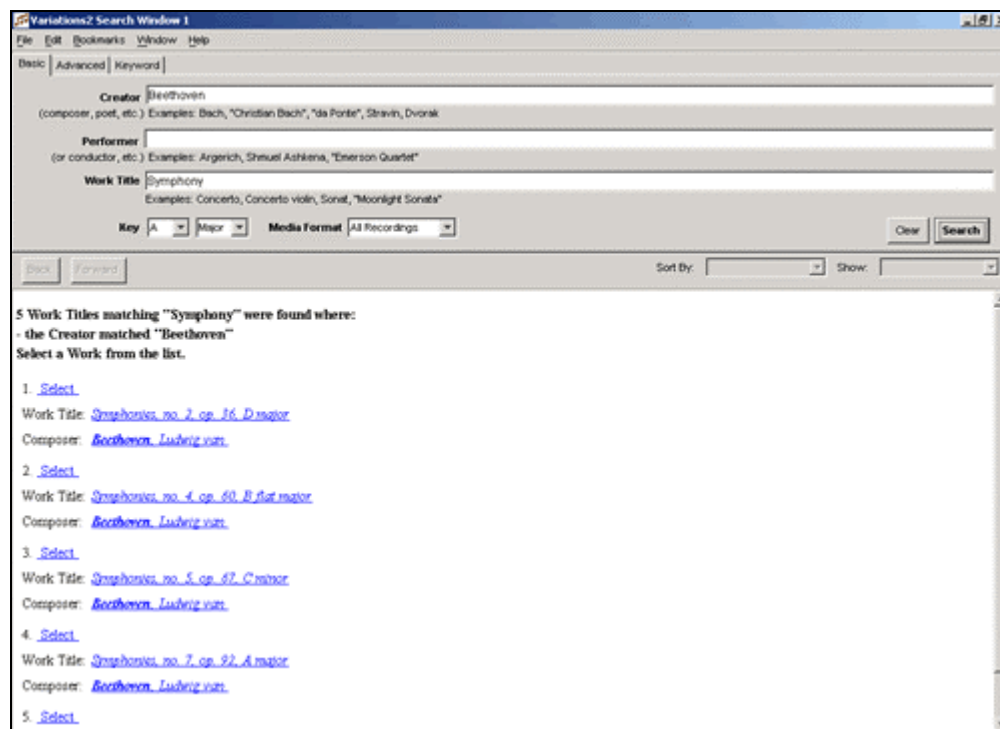 Variations2 Search Window 1
File Edit Bookmarks Window Help
Basic Advanced Keyword
Creator Beethoven
(composer, poet, etc.) Examples: Bach, "Christian Bach", "da Ponte", Stravin, Dvorak
Performer
(or conductor, etc.) Examples: Argerich, Shmuel Ashkena, "Emerson Quartet"
Work Title Symphony
Examples: Concerto, Concerto violin, Sonat, "Moonlight Sonata"
Key A Major Media Format All Recordings Clear Search
Back Forward Sort By: Show:
5 Work Titles matching "Symphony" were found where:
- the Creator matched "Beethoven"
Select a Work from the list.
1. Select
Work Title: Symphonies, no. 2, op. 36, D major
Composer: Beethoven, Ludwig van
2. Select
Work Title: Symphonies, no. 4, op. 60, B flat major
Composer: Beethoven, Ludwig van
3. Select
Work Title: Symphonies, no. 5, op. 67, C minor
Composer: Beethoven, Ludwig van
4. Select
Work Title: Symphonies, no. 7, op. 92, A major
Composer: Beethoven, Ludwig van
5. Select